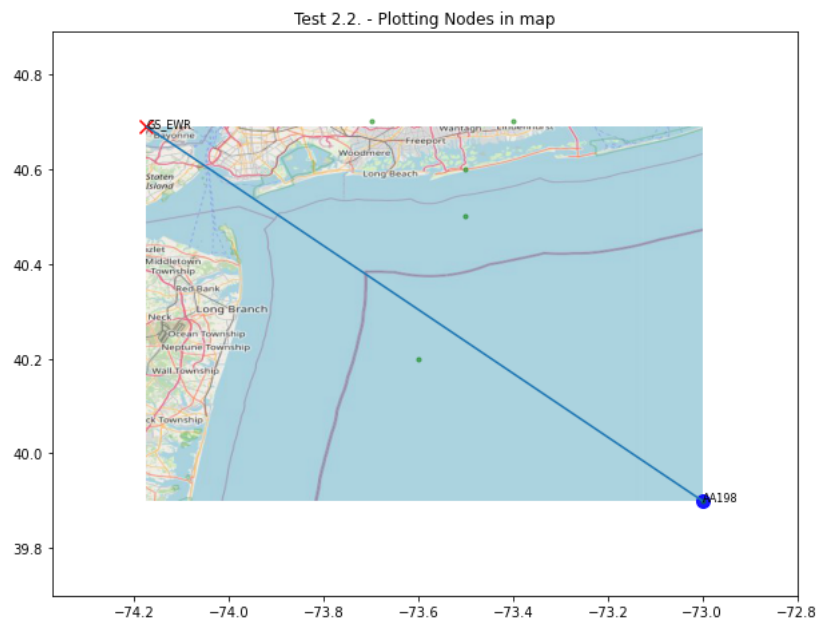 Test 2.2. - Plotting Nodes in map
40.8
GS_EWR
Bayonne
Wantagh
Lindenhurst
Freeport
Woodmere
40.6
Long Beach
Staten
Island
zlet
40.4
Middletown
Township
Red Bank
Long Branch
Neck
Ocean Township
Neptune Township
40.2
Wall Township
ck Township
40.0
AA198
39.8
−74.2 −74.0 −73.8 −73.6 −73.4 −73.2 −73.0 −72.8